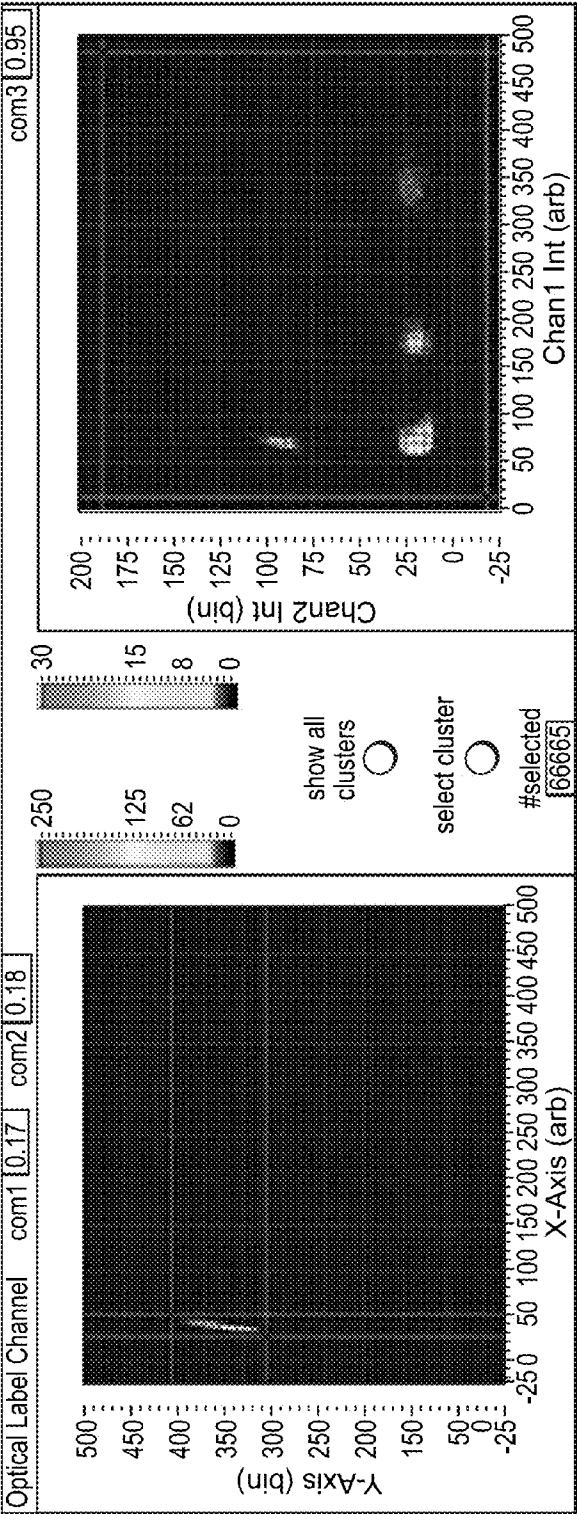 Optical Label Channel com1 0.17 com2 0.18 com3 0.95
500
450
400
350
300
250
200
150
50
0
-25
Y-Axis (bin)
-25 0 50 100 150 200 250 300 350 400 450 500
X-Axis (arb)
250
125
62
0
30
15
8
0
show all
clusters
select cluster
#selected
66665
200
175
150
125
100
75
50
25
0
-25
Chan2 Int (bin)
0 50 100 150 200 250 300 350 400 450 500
Chan1 Int (arb)